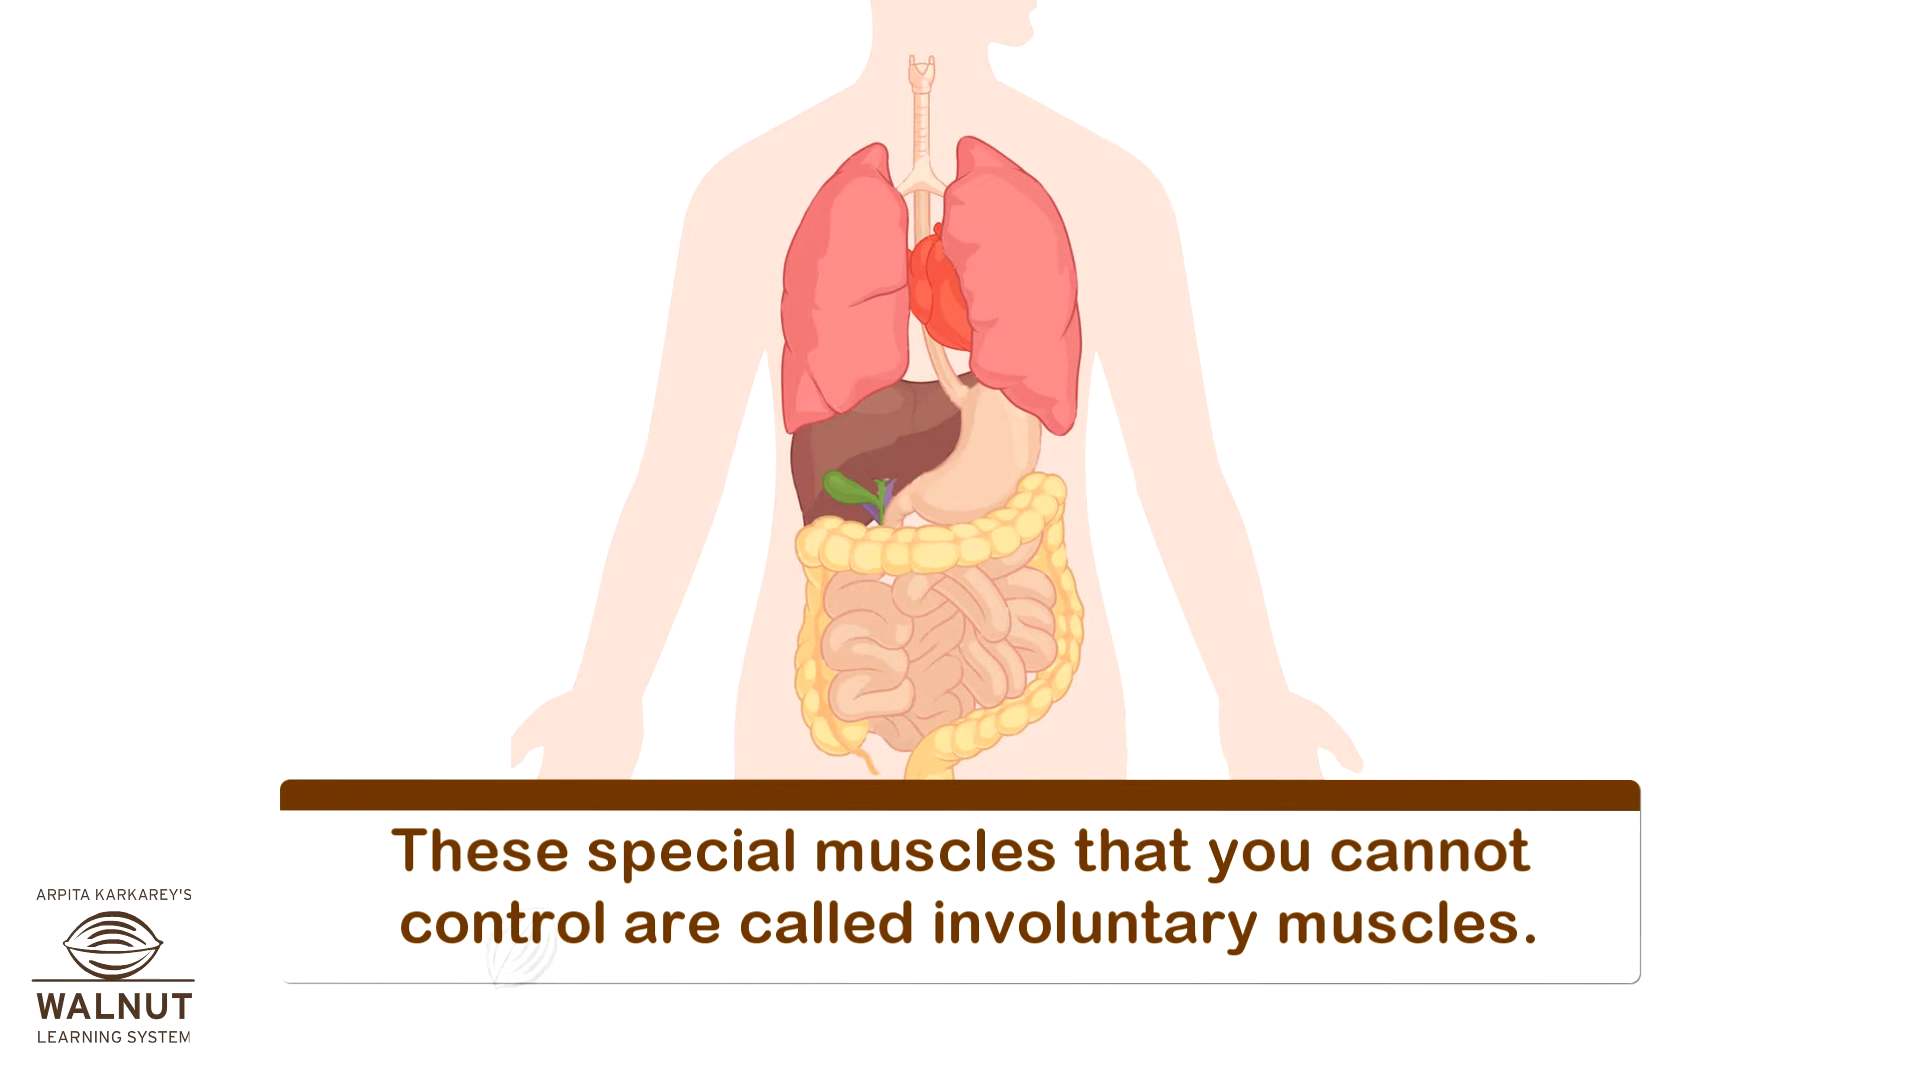 These special muscles that you cannot
control are called involuntary muscles.
ARPITA KARKAREY'S
WALNUT
LEARNING SYSTEM